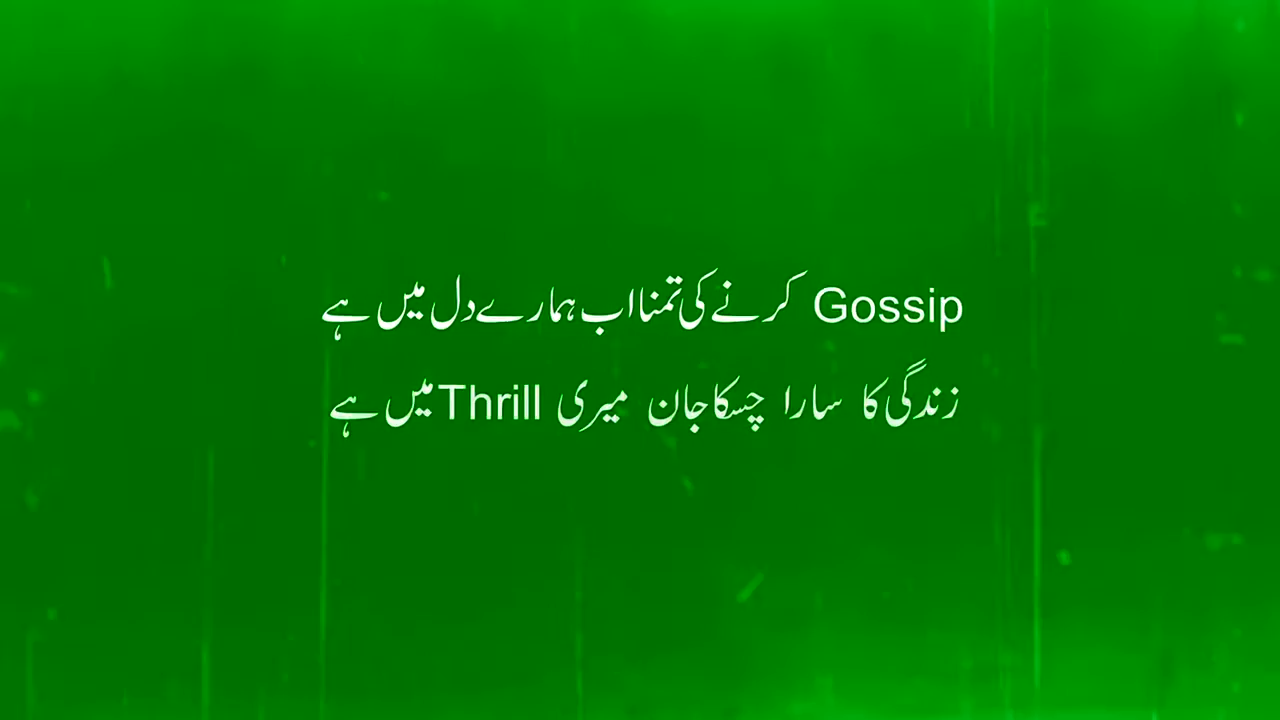 Gossip کرنے کی تمنا اب ہمارے دل میں ہے
زندگی کا سارا چسکا جان میری Thrill میں ہے